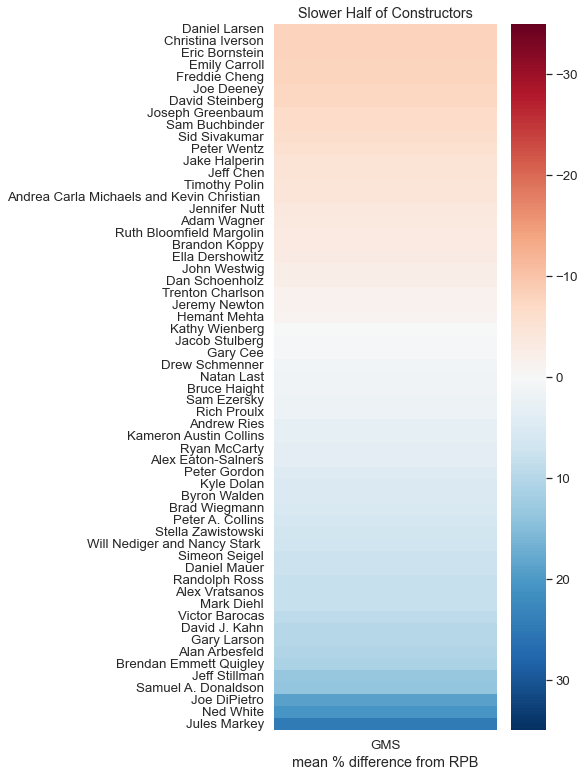 Slower Half of Constructors
Daniel Larsen
Christina Iverson
Eric Bornstein
Emily Carroll
Freddie Cheng
Joe Deeney
David Steinberg
Joseph Greenbaum
Sam Buchbinder
Sid Sivakumar
Peter Wentz
Jake Halperin
Jeff Chen
Timothy Polin
Andrea Carla Michaels and Kevin Christian
Jennifer Nutt
Adam Wagner
Ruth Bloomfield Margolin
Brandon Koppy
Ella Dershowitz
John Westwig
Dan Schoenholz
Trenton Charlson
Jeremy Newton
Hemant Mehta
Kathy Wienberg
Jacob Stulberg
Gary Cee
Drew Schmenner
Natan Last
Bruce Haight
Sam Ezersky
Rich Proulx
Andrew Ries
Kameron Austin Collins
Ryan McCarty
Alex Eaton-Salners
Peter Gordon
Kyle Dolan
Byron Walden
Brad Wiegmann
Peter A. Collins
Stella Zawistowski
Will Nediger and Nancy Stark
Simeon Seigel
Daniel Mauer
Randolph Ross
Alex Vratsanos
Mark Diehl
Victor Barocas
David J. Kahn
Gary Larson
Alan Arbesfeld
Brendan Emmett Quigley
Jeff Stillman
Samuel A. Donaldson
Joe DiPietro
Ned White
Jules Markey
GMS
mean % difference from RPB
−30
−20
−10
0
10
20
30